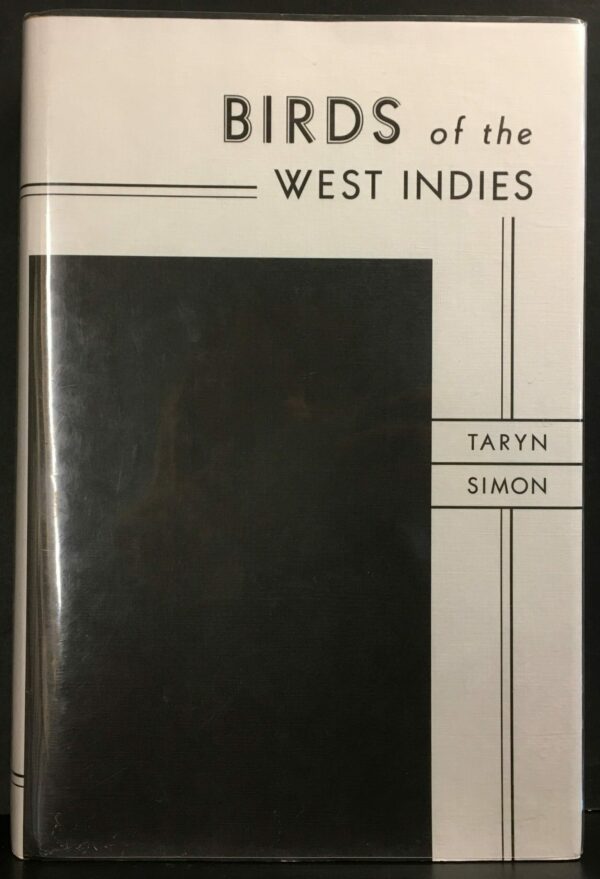 BIRDS of the
WEST INDIES
TARYN
SIMON